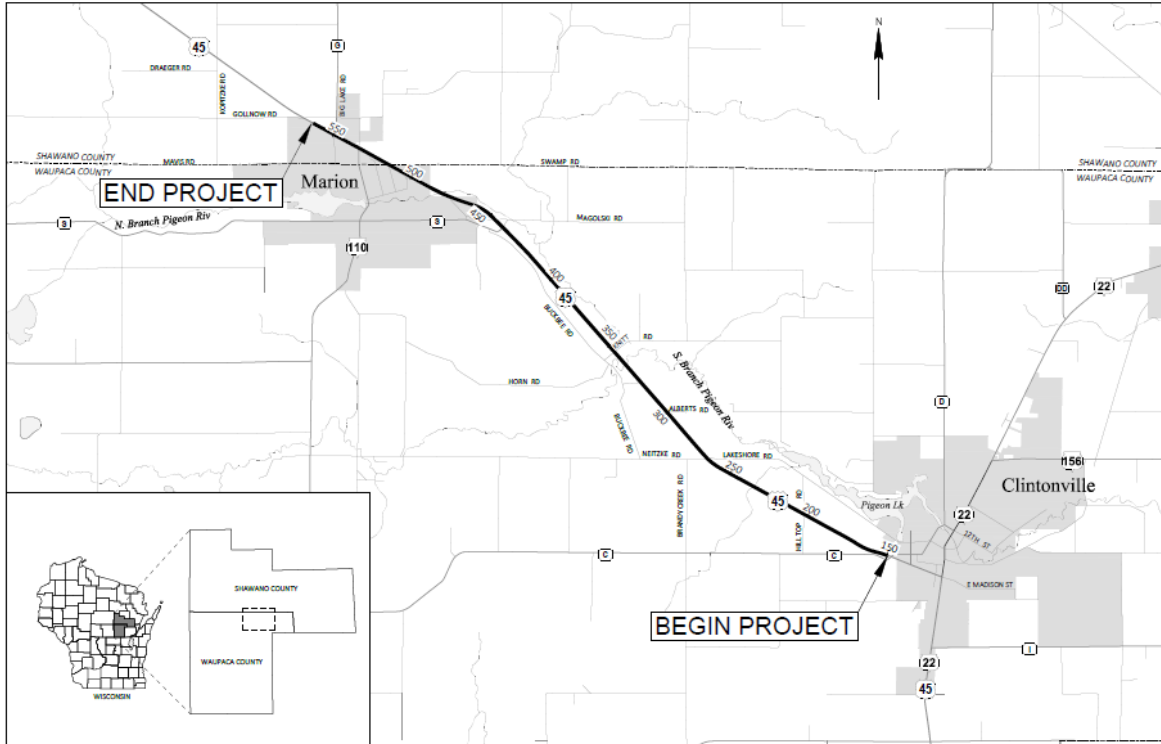 N
45
G
DRAEGER RD
KOPITZKE RD
BIG LAKE RD
GOLLNOW RD
550
SHAWANO COUNTY
WAUPACA COUNTY
MAVIS RD
500
SWAMP RD
SHAWANO COUNTY
WAUPACA COUNTY
END PROJECT
Marion
N. Branch Pigeon Riv
S
S
450
MAGOLSKI RD
110
400
45
BUCKBEE RD
350
RD
22
DD
S. Branch Pigeon Riv
HORN RD
ALBERTS RD
300
D
BUCKBEE RD
NEITZKE RD
LAKESHORE RD
250
156
BRANDYCREEK RD
45
HILLTOP RD
200
Pigeon Lk
Clintonville
22
12TH ST
C
C
150
E MADISON ST
BEGIN PROJECT
I
22
45
SHAWANO COUNTY
WAUPACA COUNTY
WISCONSIN